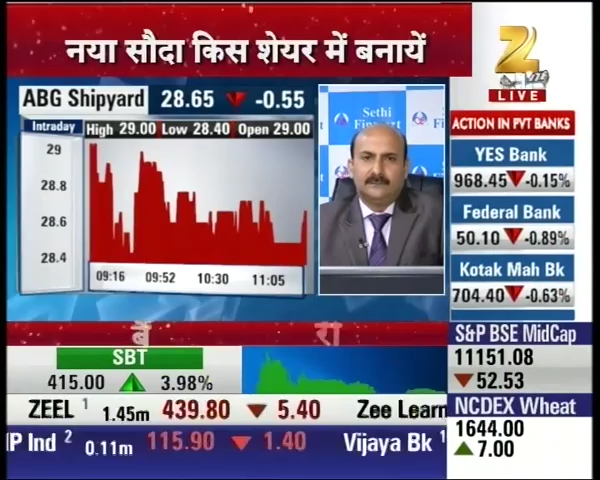 नया सौदा किस शेयर में बनायें
Z
LIVE
ABG Shipyard 28.65 -0.55
Intraday High 29.00 Low 28.40 Open 29.00
29
28.8
28.6
28.4
09:16 09:52 10:30 11:05
Sethi
ACTION IN PVT BANKS
YES Bank
968.45 -0.15%
Federal Bank
50.10 -0.89%
Kotak Mah Bk
704.40 -0.63%
SBT
415.00 3.98%
S&P BSE MidCap
11151.08
52.53
NCDEX Wheat
1644.00
7.00
ZEEL 1 1.45m 439.80 5.40 Zee Learn
IP Ind 2 0.11m 115.90 1.40 Vijaya Bk 1